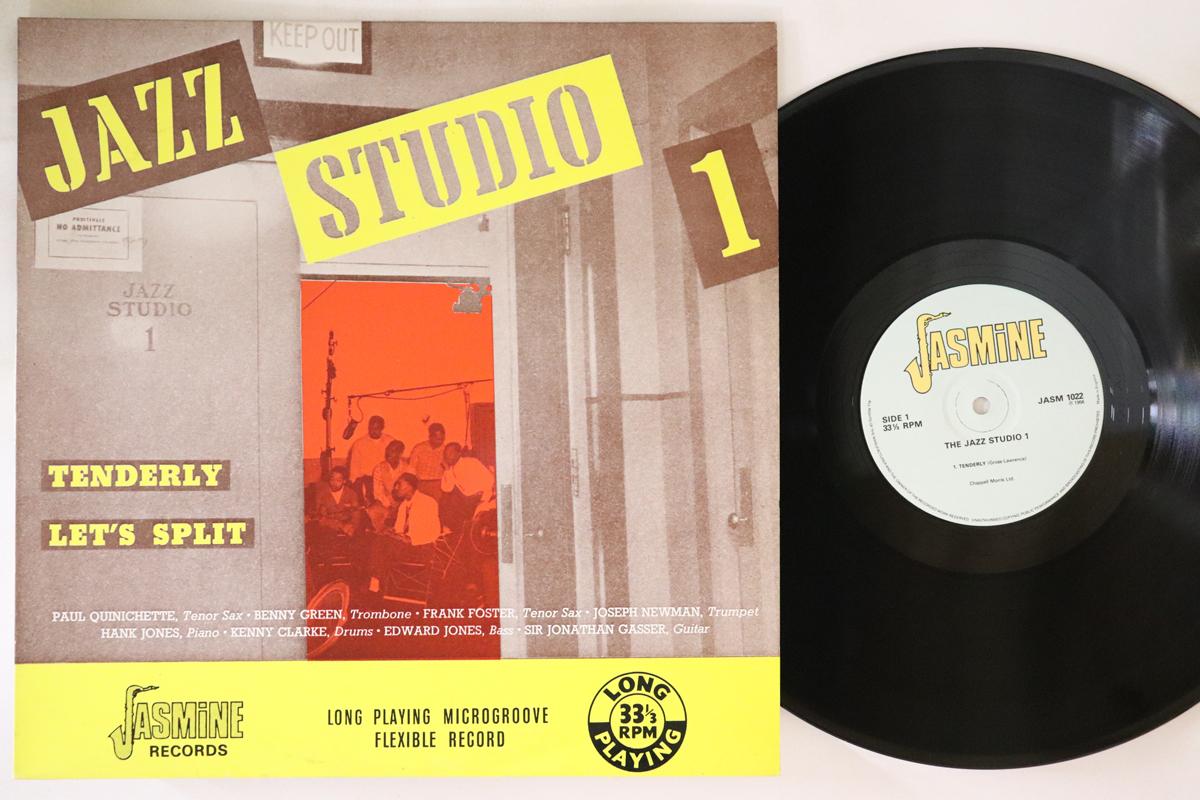 KEEP OUT
JAZZ
STUDIO
1
POSITIVELY
NO ADMITTANCE
JAZZ
STUDIO
1
TENDERLY
LET'S SPLIT
PAUL QUINICHETTE, Tenor Sax • BENNY GREEN, Trombone • FRANK FOSTER, Tenor Sax • JOSEPH NEWMAN, Trumpet
HANK JONES, Piano • KENNY CLARKE, Drums • EDWARD JONES, Bass • SIR JONATHAN GASSER, Guitar
JASMiNE
RECORDS
LONG PLAYING MICROGROOVE
FLEXIBLE RECORD
LONG
33⅓
RPM
PLAYING
JASMiNE
SIDE 1
33⅓ RPM
JASM 1022
THE JAZZ STUDIO 1
1. TENDERLY (Gross-Lawrence)
Chappell Morris Ltd.